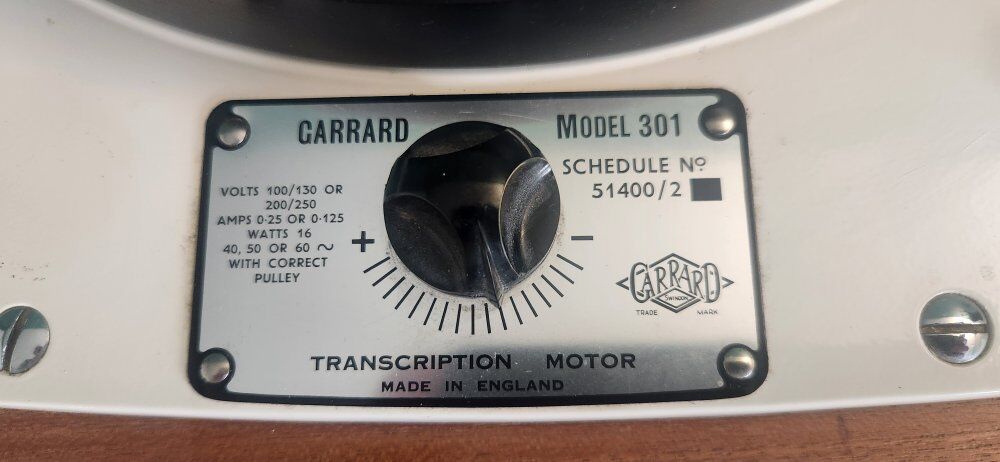 GARRARD
MODEL 301
SCHEDULE Nº
51400/2
VOLTS 100/130 OR
200/250
AMPS 0·25 OR 0·125
WATTS 16
40, 50 OR 60 ~
WITH CORRECT
PULLEY
+
−
GARRARD
SWINDON
TRADE MARK
TRANSCRIPTION MOTOR
MADE IN ENGLAND